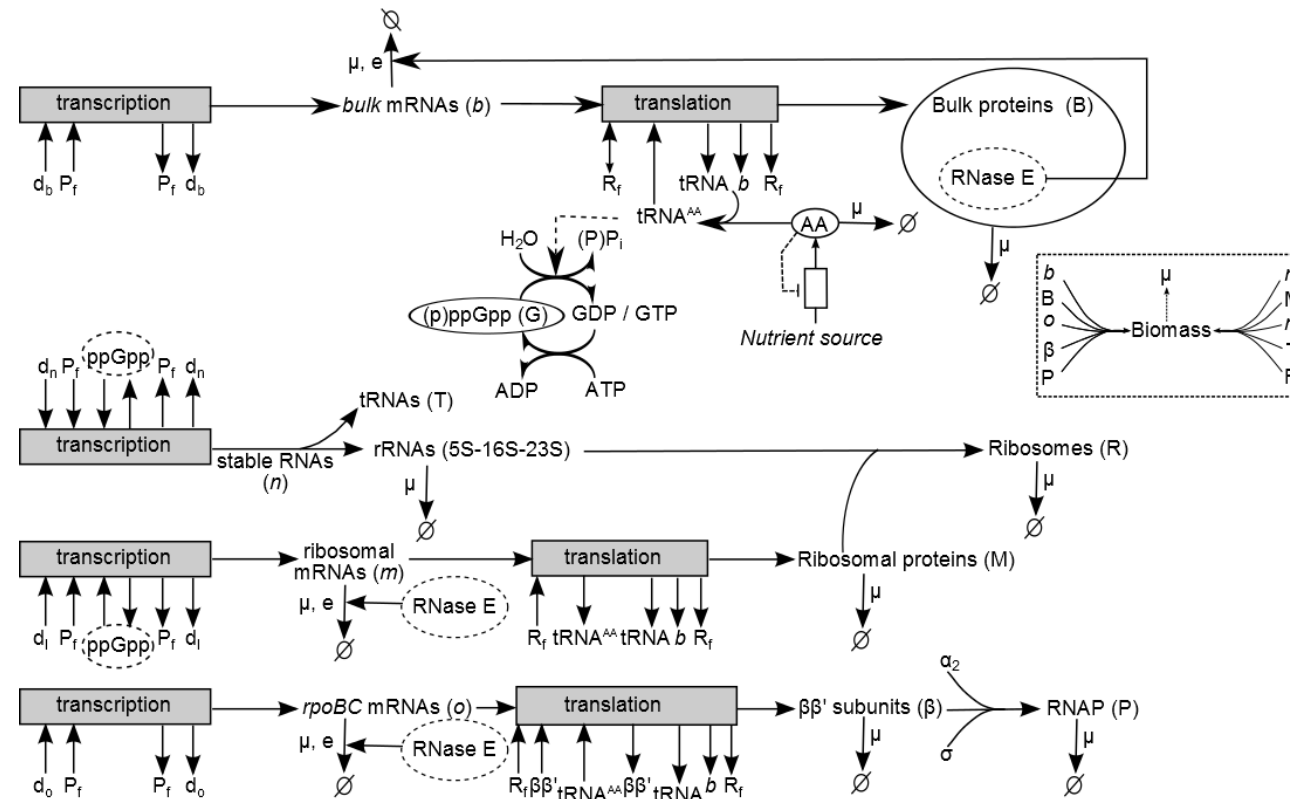 ∅
μ, e
transcription
bulk mRNAs (b)
translation
Bulk proteins (B)
RNase E
d_b P_f P_f d_b
R_f tRNA b R_f
tRNA^AA
AA
μ
∅
μ
∅
H₂O (P)P_i
(p)ppGpp (G) GDP / GTP
ADP ATP
Nutrient source
b
B
o
β
P
μ
Biomass
M
ppGpp
d_n P_f P_f d_n
transcription
stable RNAs
(n)
tRNAs (T)
rRNAs (5S-16S-23S)
μ
∅
Ribosomes (R)
μ
∅
transcription
d_l P_f ppGpp P_f d_l
ribosomal
mRNAs (m)
μ, e
RNase E
∅
translation
R_f tRNA^AA tRNA b R_f
Ribosomal proteins (M)
μ
∅
transcription
d_o P_f P_f d_o
rpoBC mRNAs (o)
μ, e
RNase E
∅
translation
R_f ββ' tRNA^AA ββ' tRNA b R_f
ββ' subunits (β)
μ
∅
α₂
σ
RNAP (P)
μ
∅